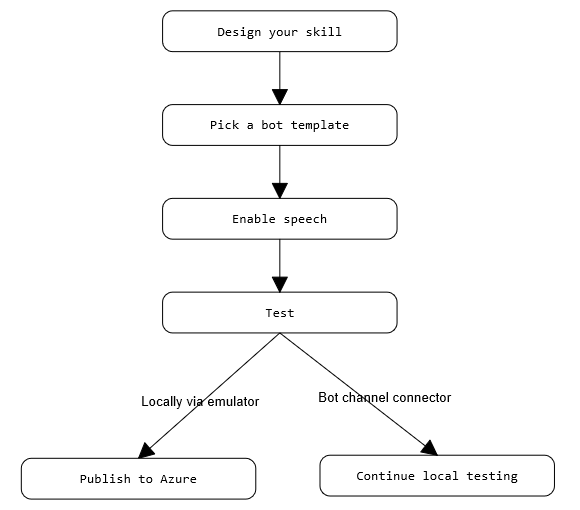 Design your skill
Pick a bot template
Enable speech
Test
Locally via emulator
Bot channel connector
Publish to Azure
Continue local testing